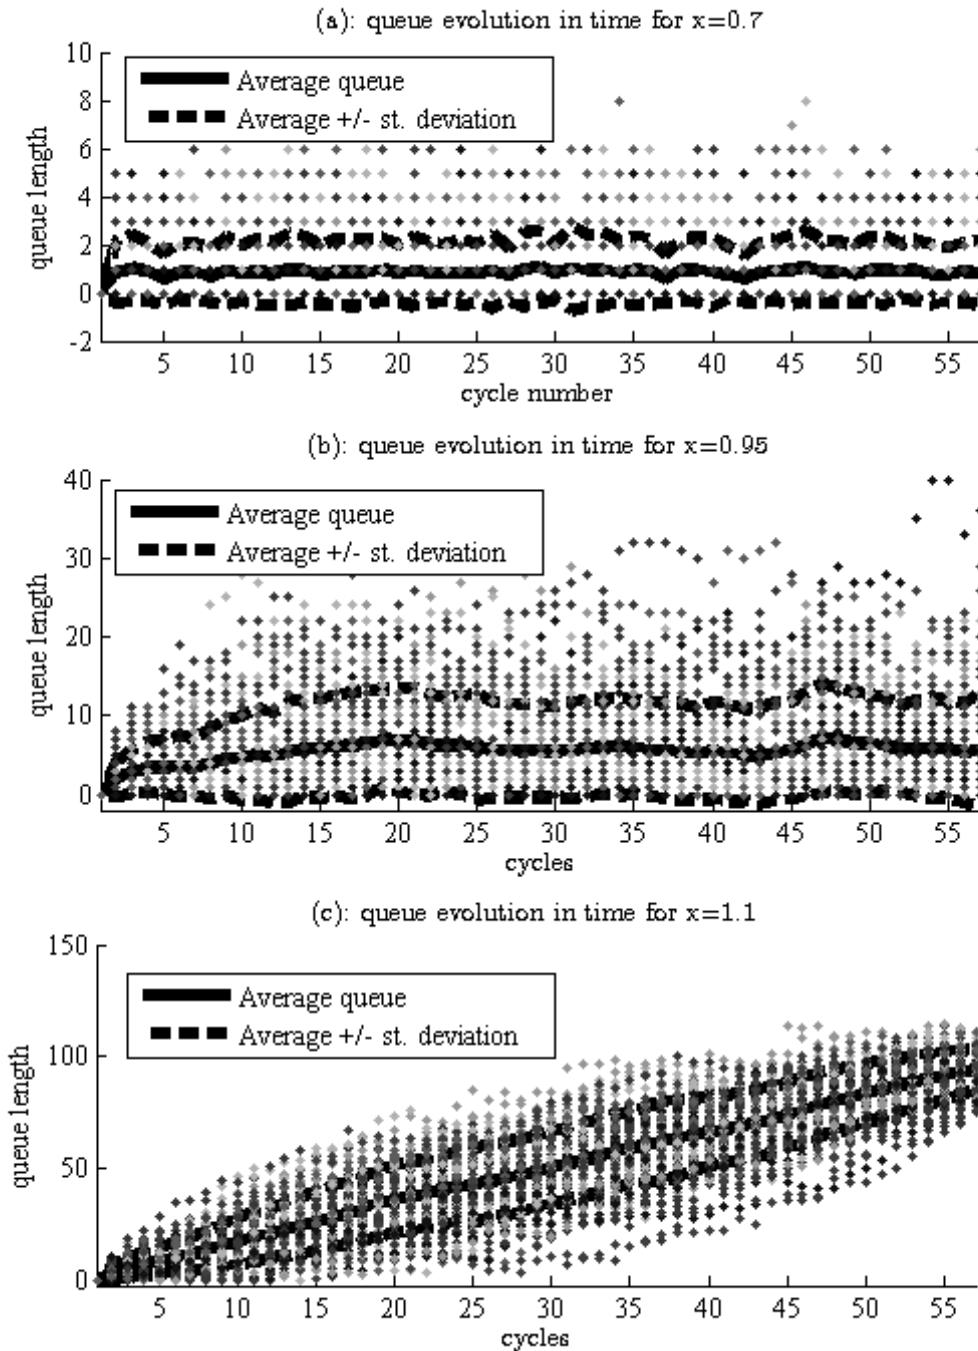 (a): queue evolution in time for x=0.7
10
8
6
4
2
0
-2
queue length
Average queue
Average +/- st. deviation
5 10 15 20 25 30 35 40 45 50 55
cycle number
(b): queue evolution in time for x=0.95
40
30
20
10
0
queue length
Average queue
Average +/- st. deviation
5 10 15 20 25 30 35 40 45 50 55
cycles
(c): queue evolution in time for x=1.1
150
100
50
0
queue length
Average queue
Average +/- st. deviation
5 10 15 20 25 30 35 40 45 50 55
cycles